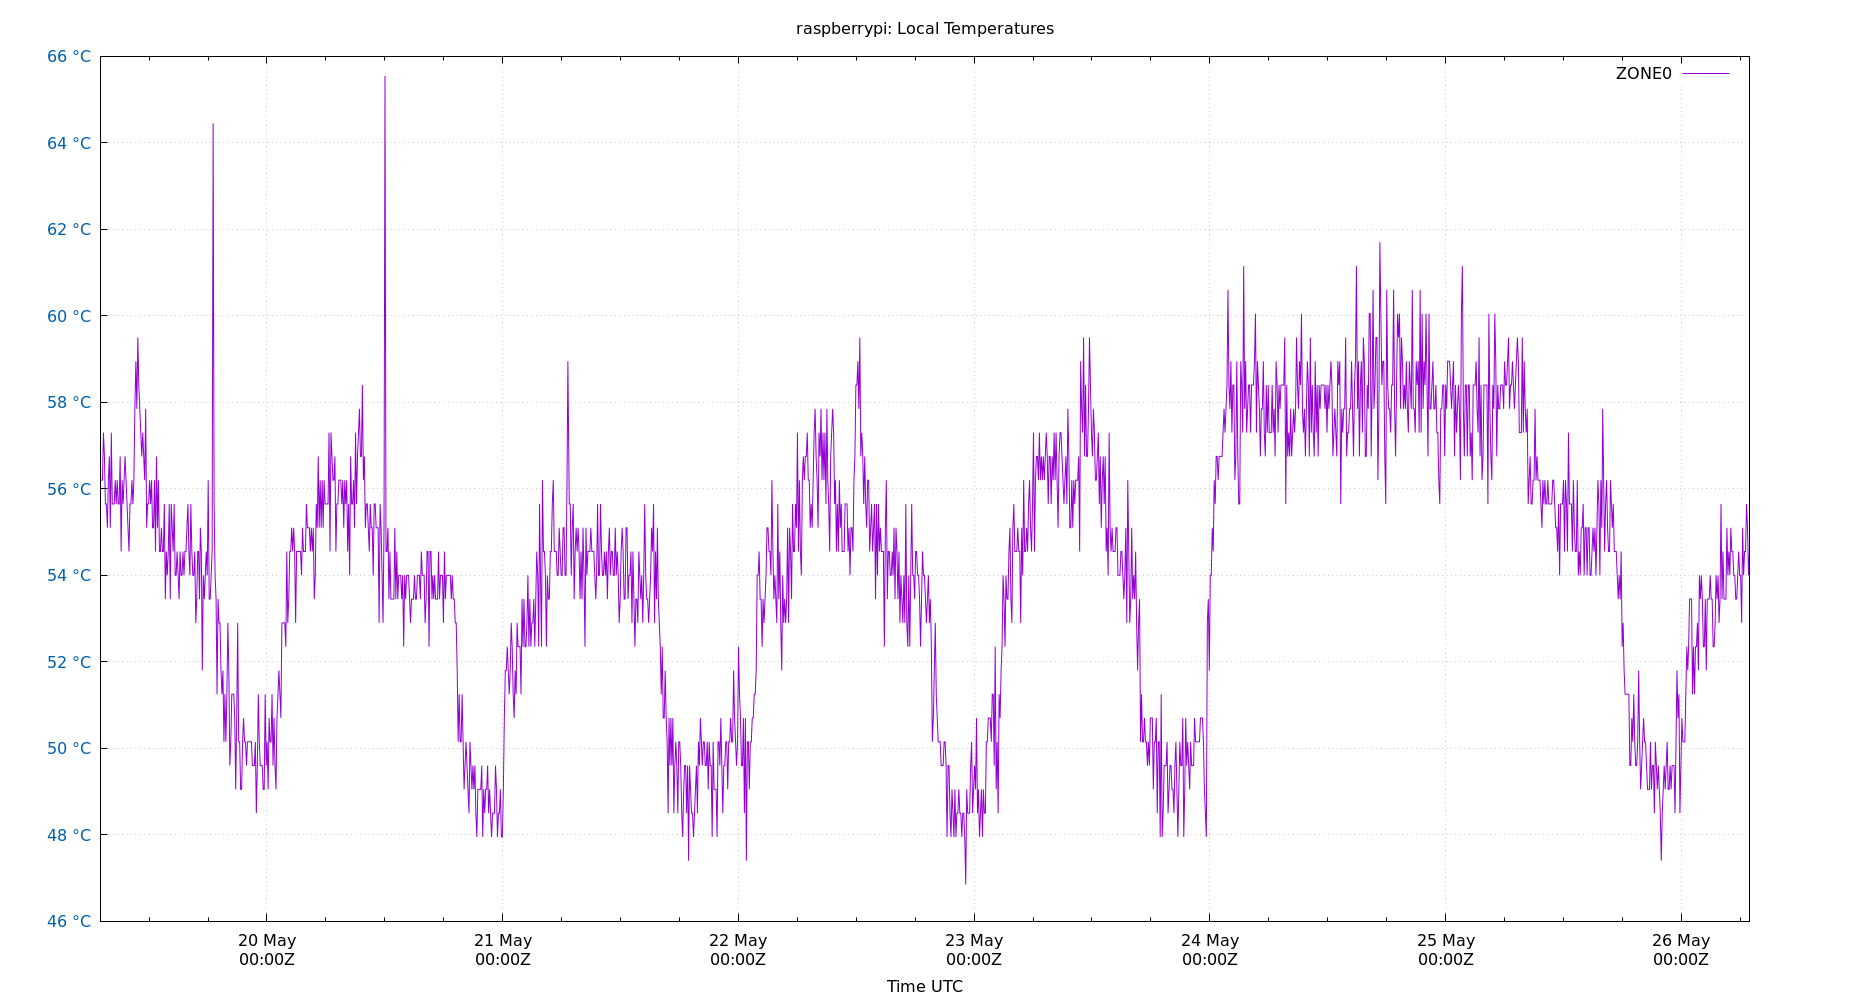 raspberrypi: Local Temperatures
66 °C
ZONE0
64 °C
62 °C
60 °C
58 °C
56 °C
54 °C
52 °C
50 °C
48 °C
46 °C
20 May 21 May 22 May 23 May 24 May 25 May 26 May
00:00Z 00:00Z 00:00Z 00:00Z 00:00Z 00:00Z 00:00Z
Time UTC